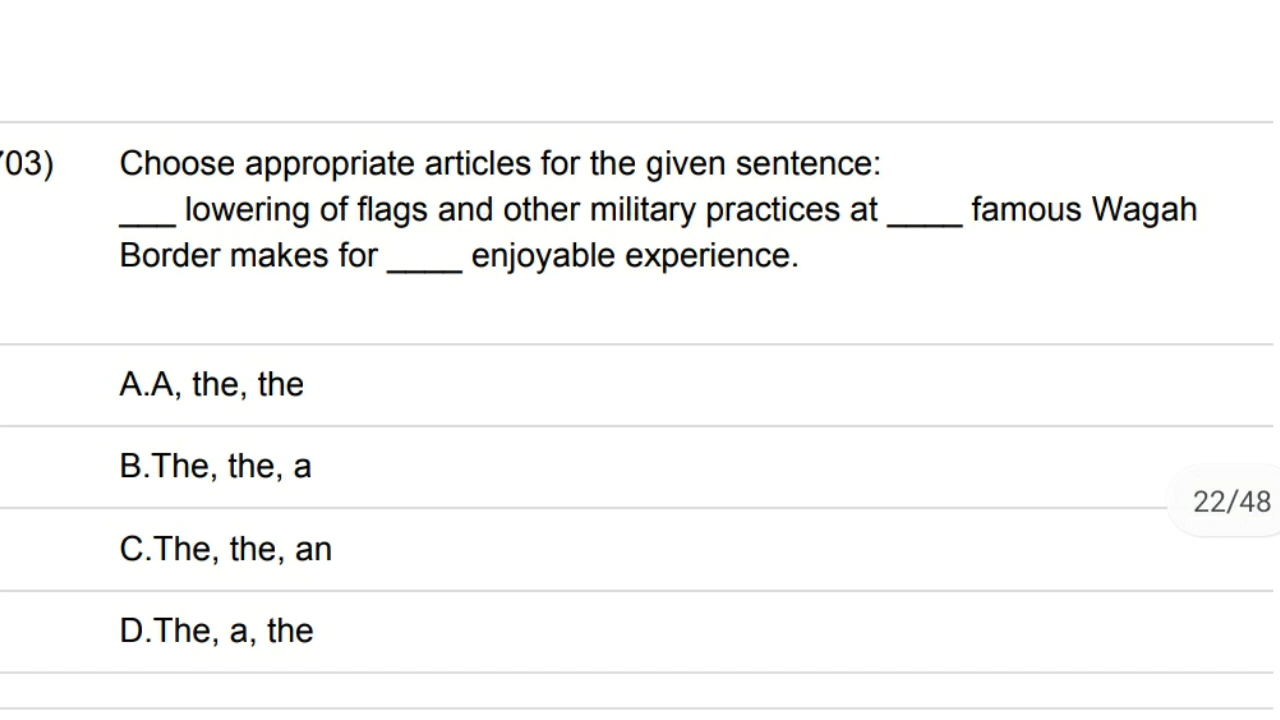 703) Choose appropriate articles for the given sentence:
___ lowering of flags and other military practices at ____ famous Wagah
Border makes for ____ enjoyable experience.
A.A, the, the
B.The, the, a
22/48
C.The, the, an
D.The, a, the